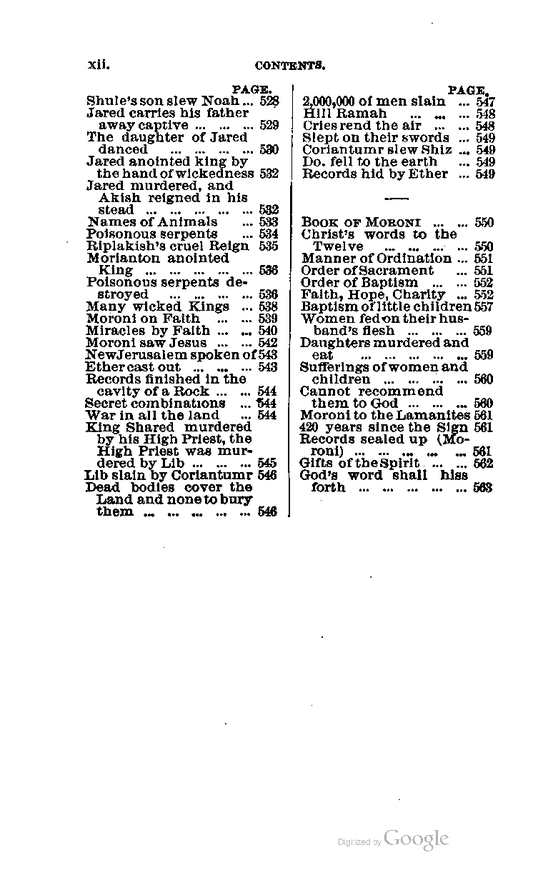 xii. CONTENTS.
PAGE.
Shule's son slew Noah ... 528
Jared carries his father
away captive ... ... ... 529
The daughter of Jared
danced ... ... ... ... 530
Jared anointed king by
the hand of wickedness 532
Jared murdered, and
Akish reigned in his
stead ... ... ... ... ... 532
Names of Animals ... 533
Poisonous serpents ... 534
Riplakish's cruel Reign 535
Morianton anointed
King ... ... ... ... ... 536
Poisonous serpents de-
stroyed ... ... ... ... 536
Many wicked Kings ... 538
Moroni on Faith ... ... 539
Miracles by Faith ... ... 540
Moroni saw Jesus ... ... 542
New Jerusalem spoken of 543
Ether cast out ... ... ... 543
Records finished in the
cavity of a Rock ... ... 544
Secret combinations ... 544
War in all the land ... 544
King Shared murdered
by his High Priest, the
High Priest was mur-
dered by Lib ... ... ... 545
Lib slain by Coriantumr 546
Dead bodies cover the
Land and none to bury
them ... ... ... ... ... 546
PAGE.
2,000,000 of men slain ... 547
Hill Ramah ... ... ... 548
Cries rend the air ... ... 548
Slept on their swords ... 549
Coriantumr slew Shiz ... 549
Do. fell to the earth ... 549
Records hid by Ether ... 549
BOOK OF MORONI ... ... 550
Christ's words to the
Twelve ... ... ... ... 550
Manner of Ordination ... 551
Order of Sacrament ... 551
Order of Baptism ... ... 552
Faith, Hope, Charity ... 552
Baptism of little children 557
Women fed on their hus-
band's flesh ... ... ... 559
Daughters murdered and
eat ... ... ... ... ... 559
Sufferings of women and
children ... ... ... ... 560
Cannot recommend
them to God ... ... ... 560
Moroni to the Lamanites 561
420 years since the Sign 561
Records sealed up (Mo-
roni) ... ... ... ... ... 561
Gifts of the Spirit ... ... 562
God's word shall hiss
forth ... ... ... ... ... 563
Digitized by Google